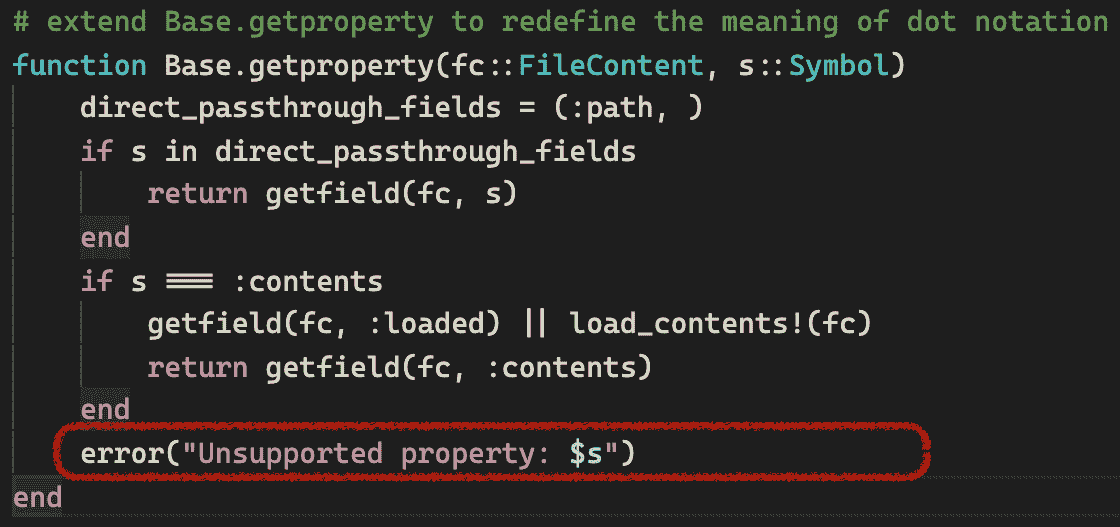 # extend Base.getproperty to redefine the meaning of dot notation
function Base.getproperty(fc::FileContent, s::Symbol)
    direct_passthrough_fields = (:path, )
    if s in direct_passthrough_fields
        return getfield(fc, s)
    end
    if s === :contents
        getfield(fc, :loaded) || load_contents!(fc)
        return getfield(fc, :contents)
    end
    error("Unsupported property: $s")
end